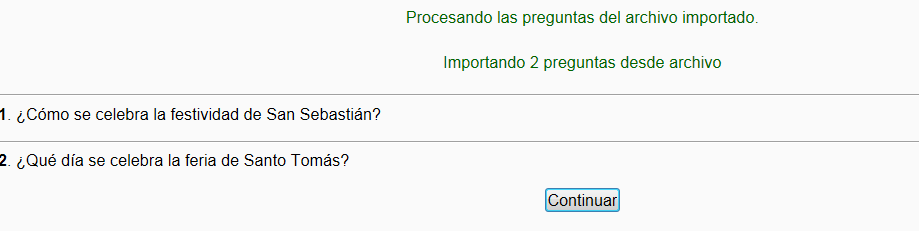 Procesando las preguntas del archivo importado.
Importando 2 preguntas desde archivo
1. ¿Cómo se celebra la festividad de San Sebastián?
2. ¿Qué día se celebra la feria de Santo Tomás?
Continuar